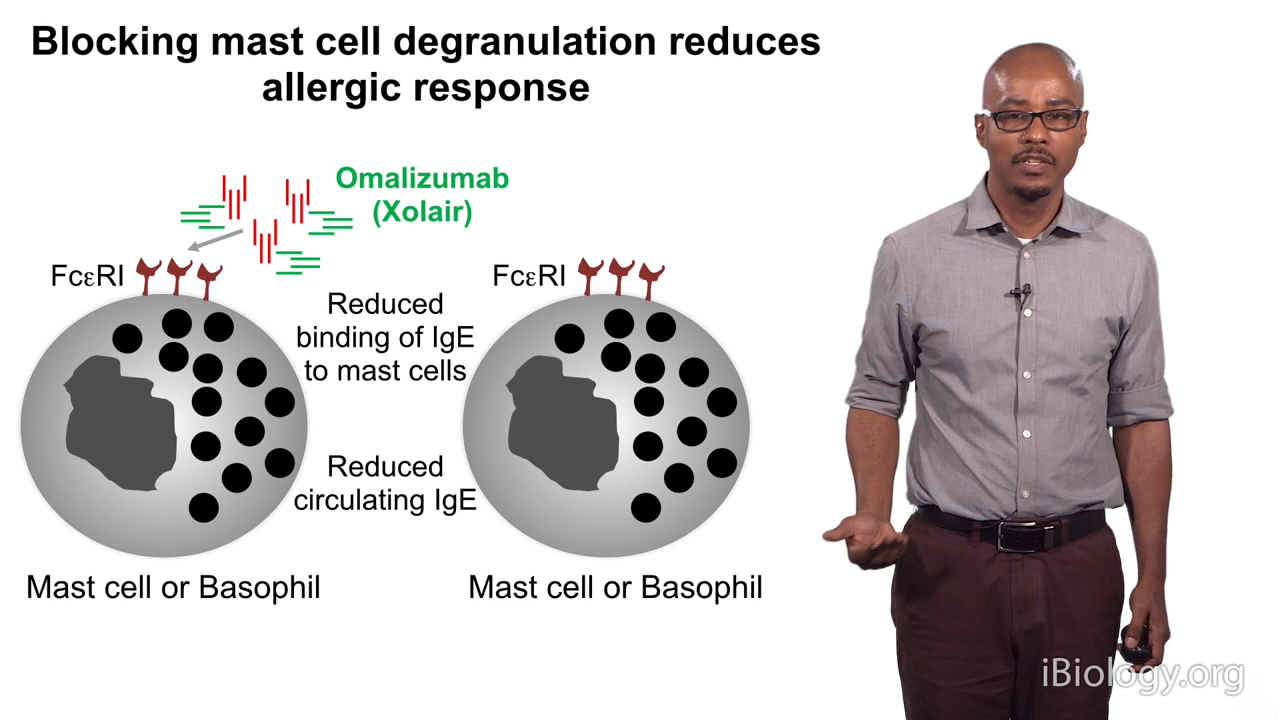 Blocking mast cell degranulation reduces
allergic response
Omalizumab
(Xolair)
FcεRI
FcεRI
Reduced
binding of IgE
to mast cells
Reduced
circulating IgE
Mast cell or Basophil
Mast cell or Basophil
iBiology.org